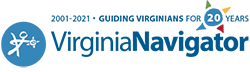 2001-2021 • GUIDING VIRGINIANS FOR 20 YEARS
VirginiaNavigator